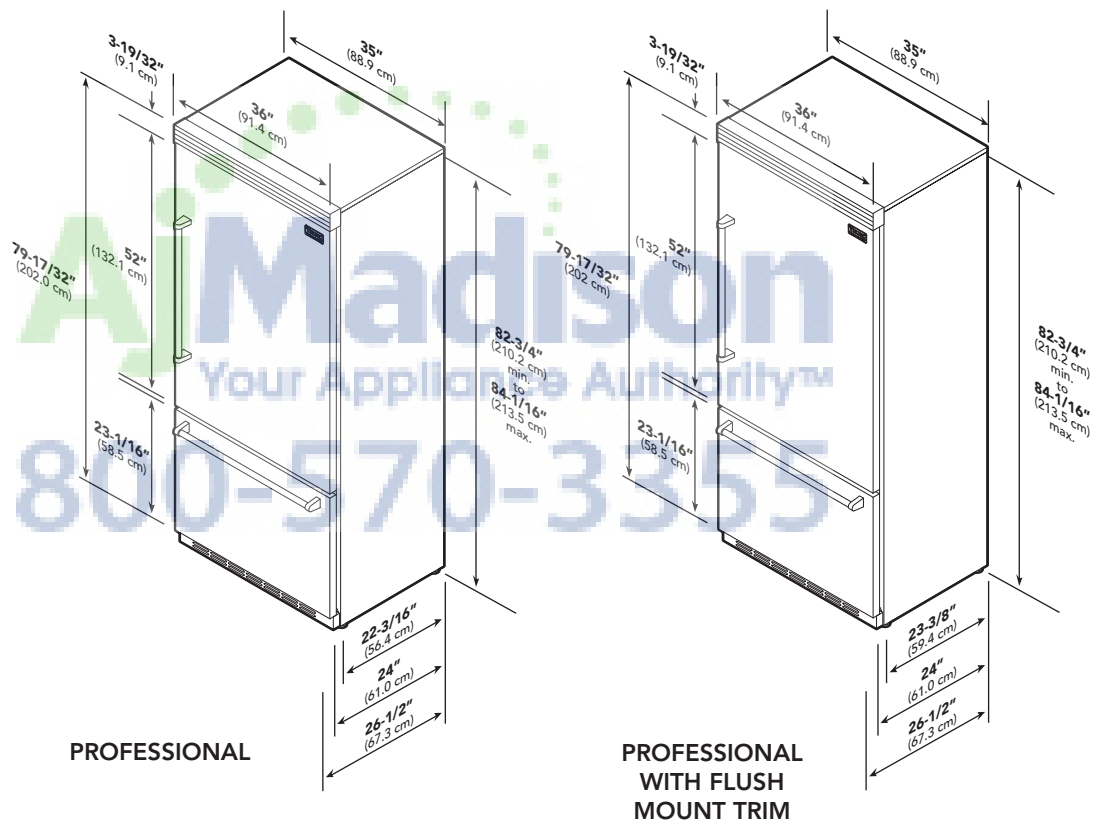 3-19/32"
(9.1 cm)
35"
(88.9 cm)
36"
(91.4 cm)
79-17/32"
(202.0 cm)
52"
(132.1 cm)
23-1/16"
(58.5 cm)
82-3/4"
(210.2 cm)
min.
to
84-1/16"
(213.5 cm)
max.
22-3/16"
(56.4 cm)
24"
(61.0 cm)
26-1/2"
(67.3 cm)
PROFESSIONAL
3-19/32"
(9.1 cm)
35"
(88.9 cm)
36"
(91.4 cm)
79-17/32"
(202 cm)
52"
(132.1 cm)
23-1/16"
(58.5 cm)
82-3/4"
(210.2 cm)
min.
to
84-1/16"
(213.5 cm)
max.
23-3/8"
(59.4 cm)
24"
(61.0 cm)
26-1/2"
(67.3 cm)
PROFESSIONAL
WITH FLUSH
MOUNT TRIM
AjMadison
Your Appliance Authority™
800-570-3355